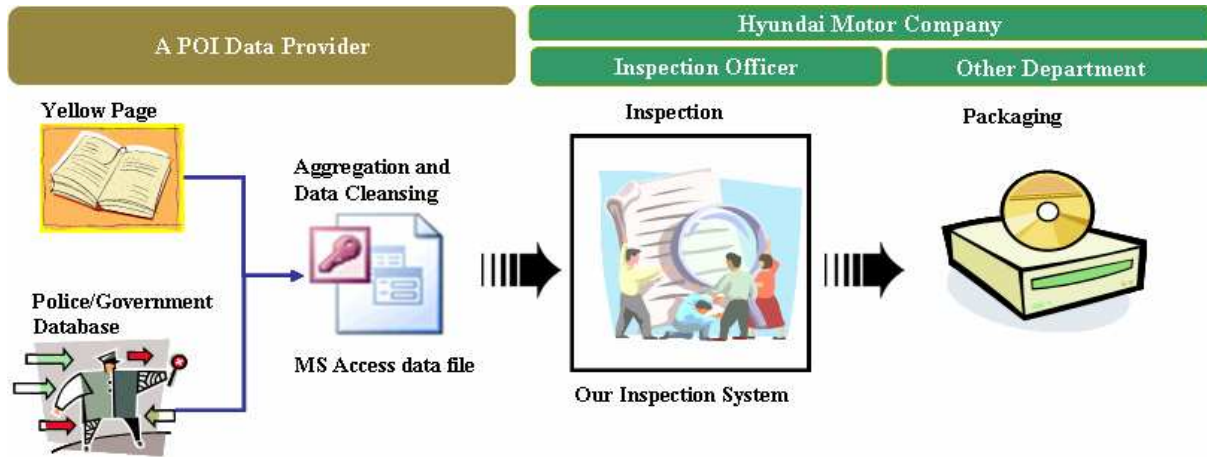 A POI Data Provider
Hyundai Motor Company
Inspection Officer
Other Department
Yellow Page
Inspection
Packaging
Aggregation and
Data Cleansing
Police/Government
Database
MS Access data file
Our Inspection System